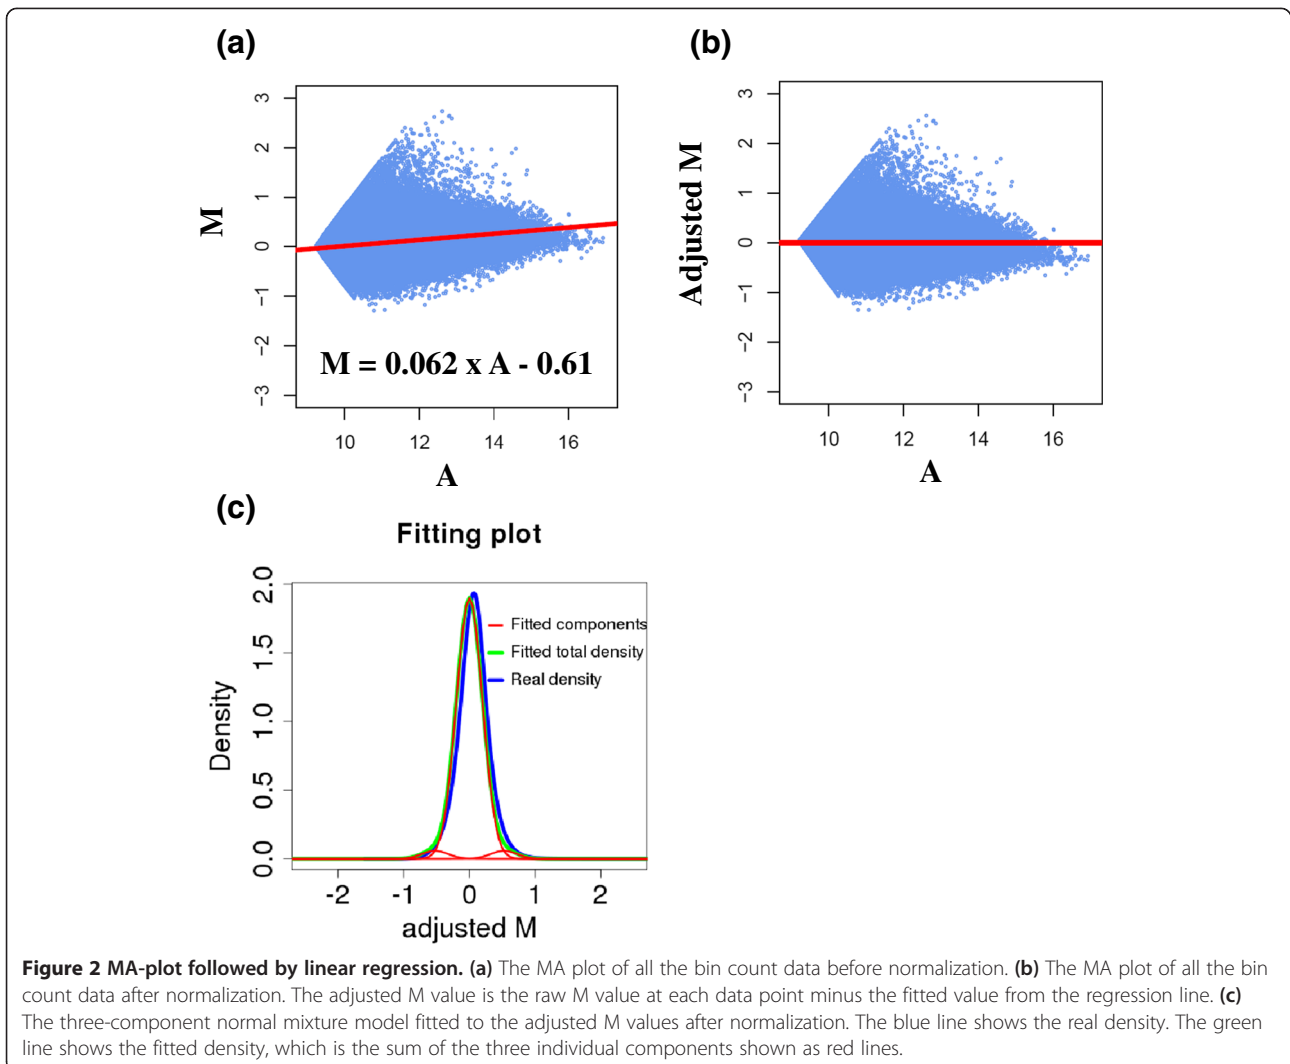 (a)
3
2
1
0
-1
-2
-3
M
M = 0.062 x A - 0.61
10 12 14 16
A
(b)
3
2
1
0
-1
-2
-3
Adjusted M
10 12 14 16
A
(c)
Fitting plot
2.0
1.5
1.0
0.5
0.0
Density
Fitted components
Fitted total density
Real density
-2 -1 0 1 2
adjusted M
Figure 2 MA-plot followed by linear regression. (a) The MA plot of all the bin count data before normalization. (b) The MA plot of all the bin
count data after normalization. The adjusted M value is the raw M value at each data point minus the fitted value from the regression line. (c)
The three-component normal mixture model fitted to the adjusted M values after normalization. The blue line shows the real density. The green
line shows the fitted density, which is the sum of the three individual components shown as red lines.